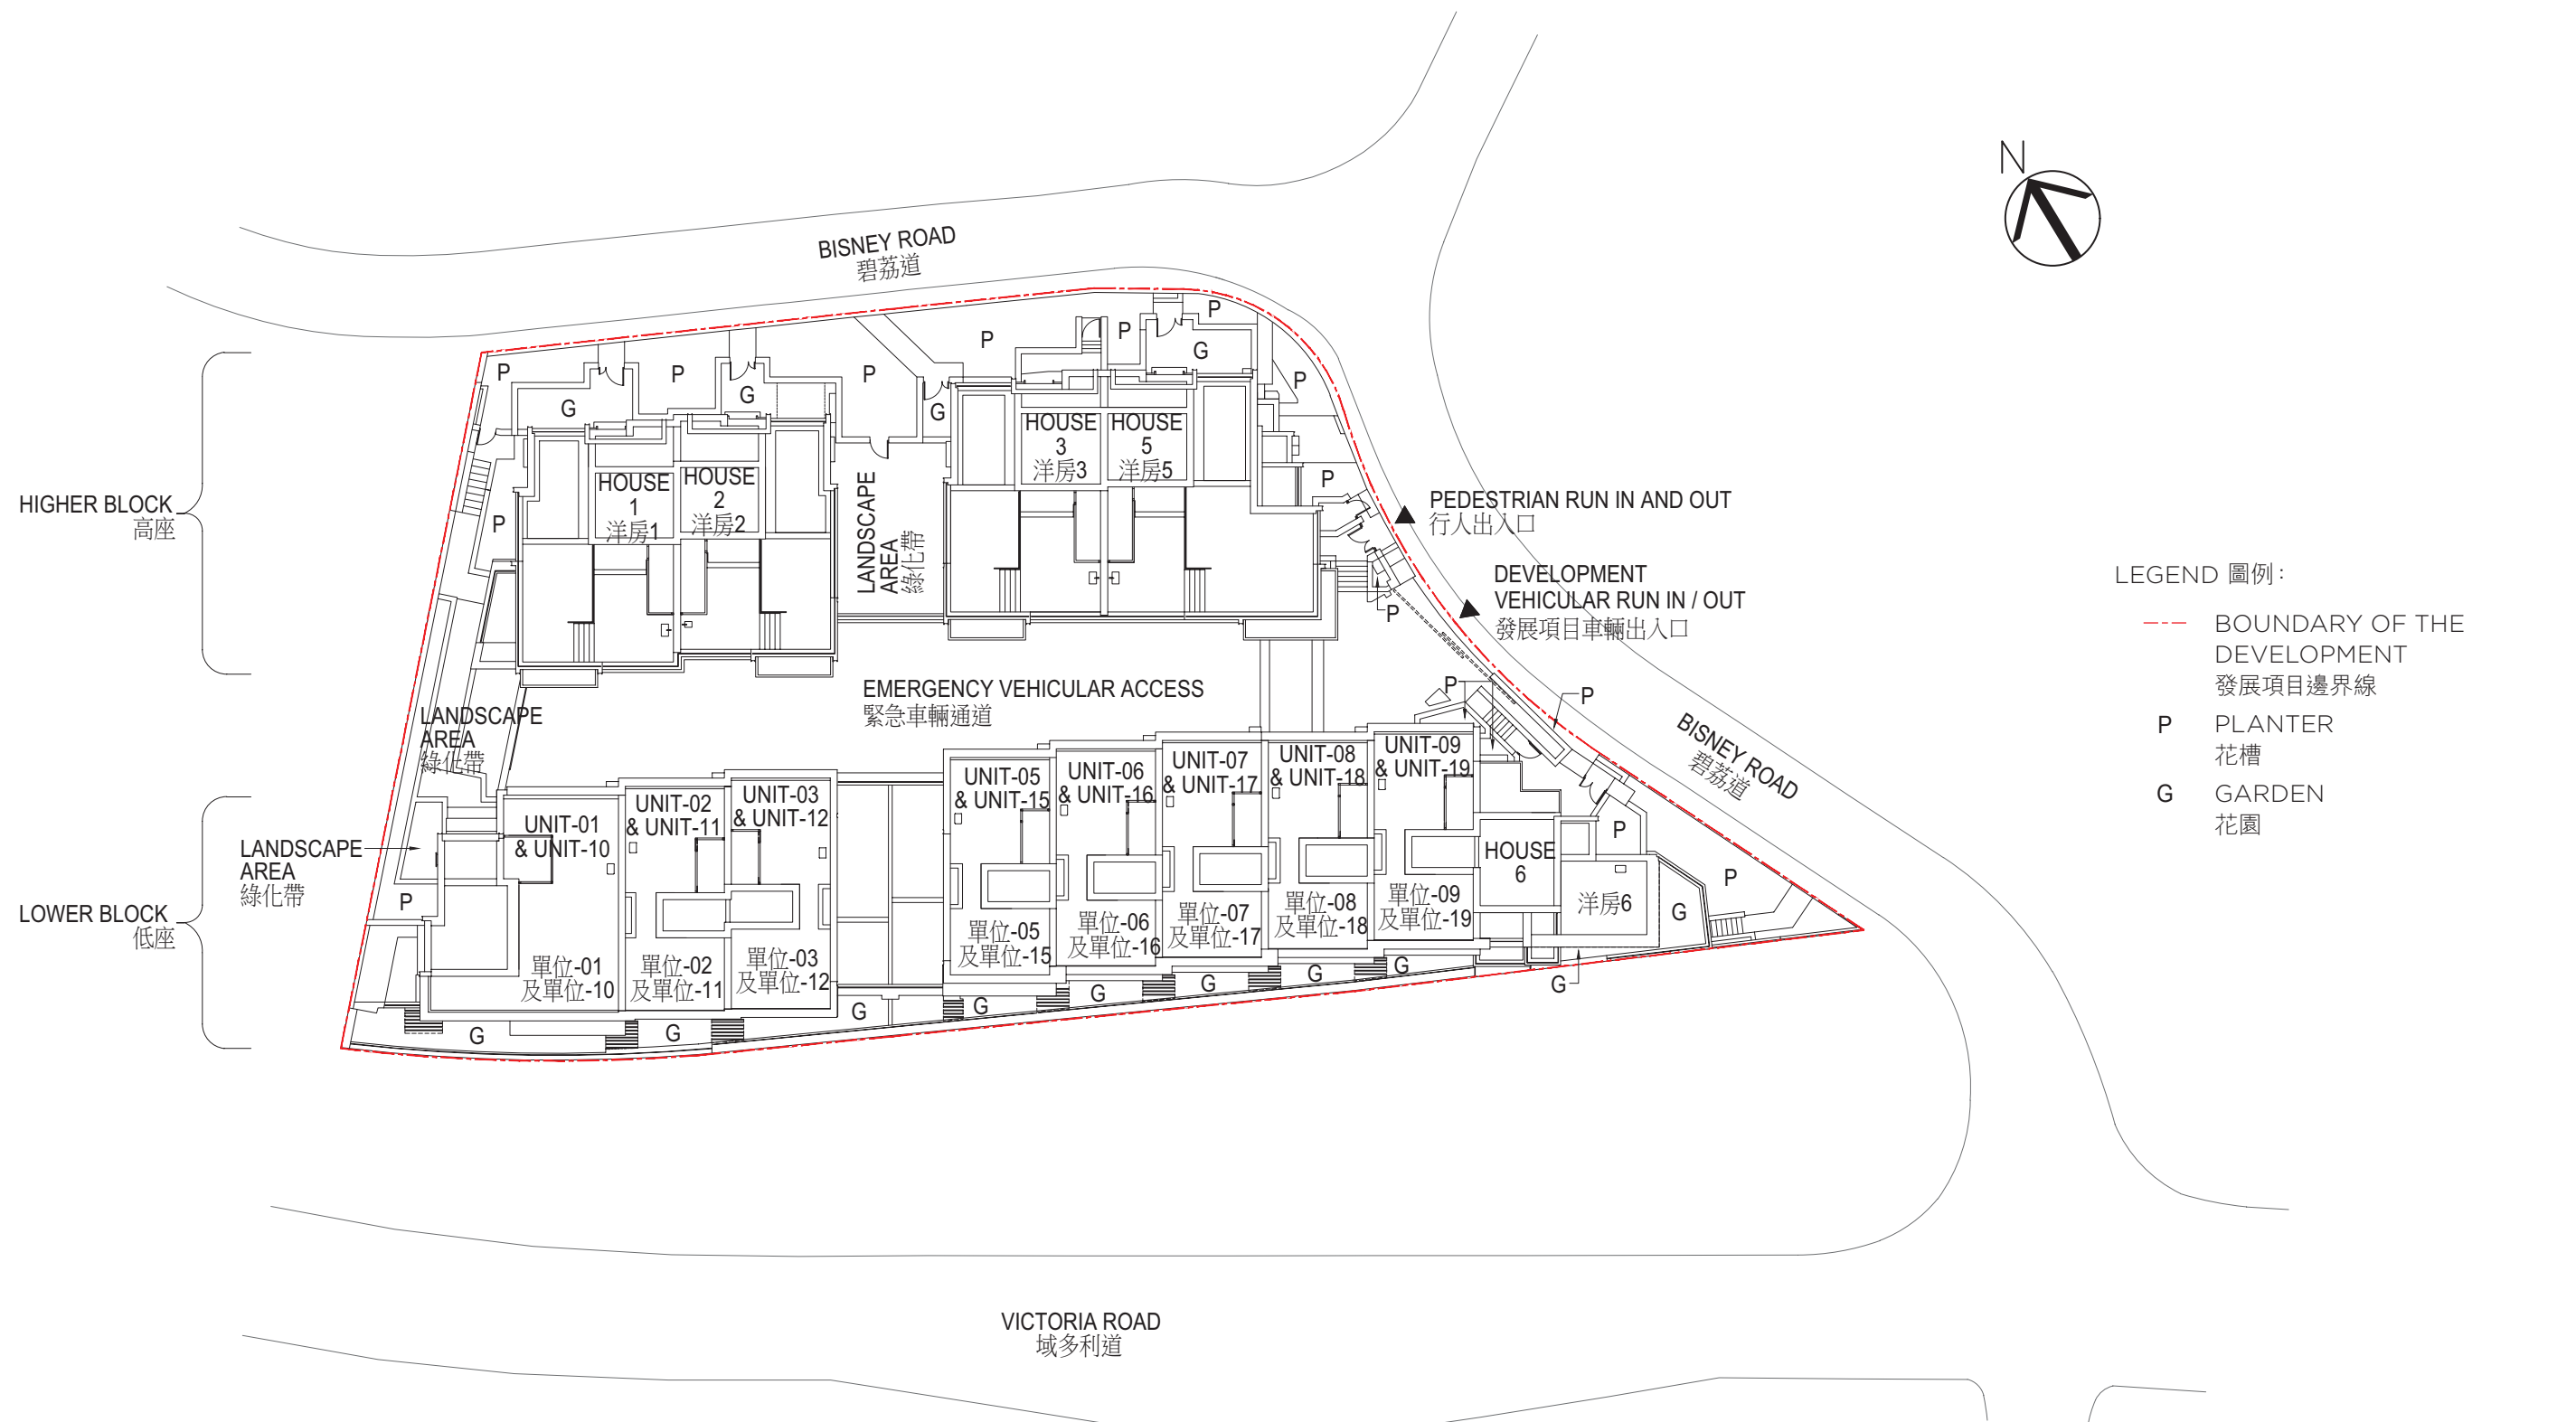 N
BISNEY ROAD
碧荔道
P
P
P
G
P
P
P
P
G
G
G
P
HOUSE
1
洋房1
HOUSE
2
洋房2
HOUSE
3
洋房3
HOUSE
5
洋房5
P
P
HIGHER BLOCK
高座
LANDSCAPE
AREA
綠化帶
PEDESTRIAN RUN IN AND OUT
行人出入口
DEVELOPMENT
VEHICULAR RUN IN / OUT
發展項目車輛出入口
P
LEGEND 圖例：
BOUNDARY OF THE
DEVELOPMENT
發展項目邊界線
P PLANTER
花槽
G GARDEN
花園
EMERGENCY VEHICULAR ACCESS
緊急車輛通道
P
P
BISNEY ROAD
碧荔道
LANDSCAPE
AREA
綠化帶
LANDSCAPE
AREA
綠化帶
P
LOWER BLOCK
低座
UNIT-01
& UNIT-10
單位-01
及單位-10
UNIT-02
& UNIT-11
單位-02
及單位-11
UNIT-03
& UNIT-12
單位-03
及單位-12
UNIT-05
& UNIT-15
單位-05
及單位-15
UNIT-06
& UNIT-16
單位-06
及單位-16
UNIT-07
& UNIT-17
單位-07
及單位-17
UNIT-08
& UNIT-18
單位-08
及單位-18
UNIT-09
& UNIT-19
單位-09
及單位-19
HOUSE
6
洋房6
P
P
G
G
G
G
G
G
G
G
G
G
G
VICTORIA ROAD
域多利道